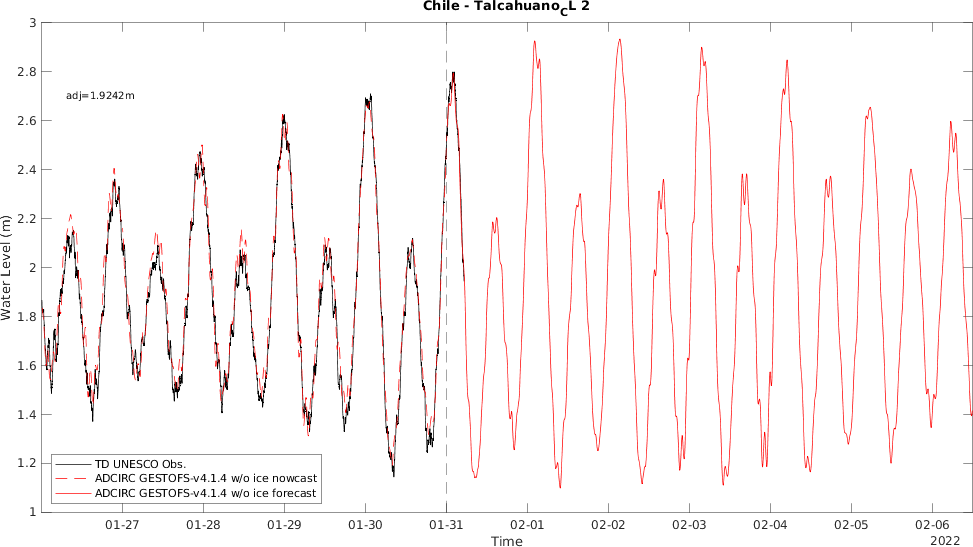 Chile - TalcahuanoCL 2
3
2.8
2.6
2.4
2.2
2
1.8
1.6
1.4
1.2
1
Water Level (m)
adj=1.9242m
TD UNESCO Obs.
ADCIRC GESTOFS-v4.1.4 w/o ice nowcast
ADCIRC GESTOFS-v4.1.4 w/o ice forecast
01-27 01-28 01-29 01-30 01-31 02-01 02-02 02-03 02-04 02-05 02-06
Time
2022